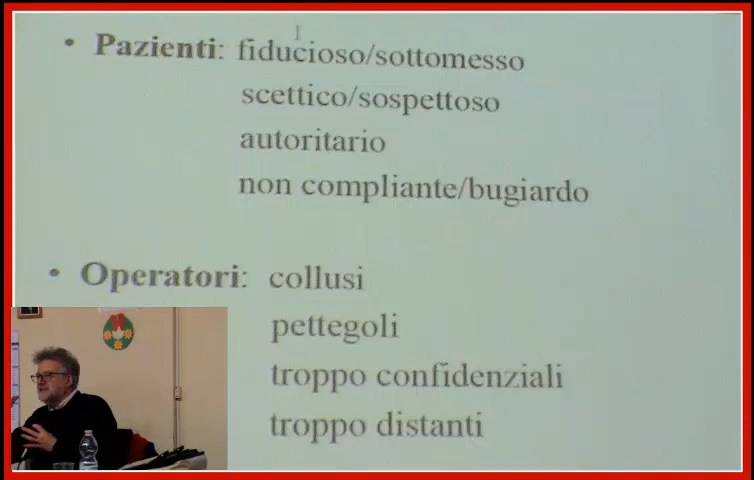 • Pazienti: fiducioso/sottomesso
scettico/sospettoso
autoritario
non compliante/bugiardo
• Operatori: collusi
pettegoli
troppo confidenziali
troppo distanti